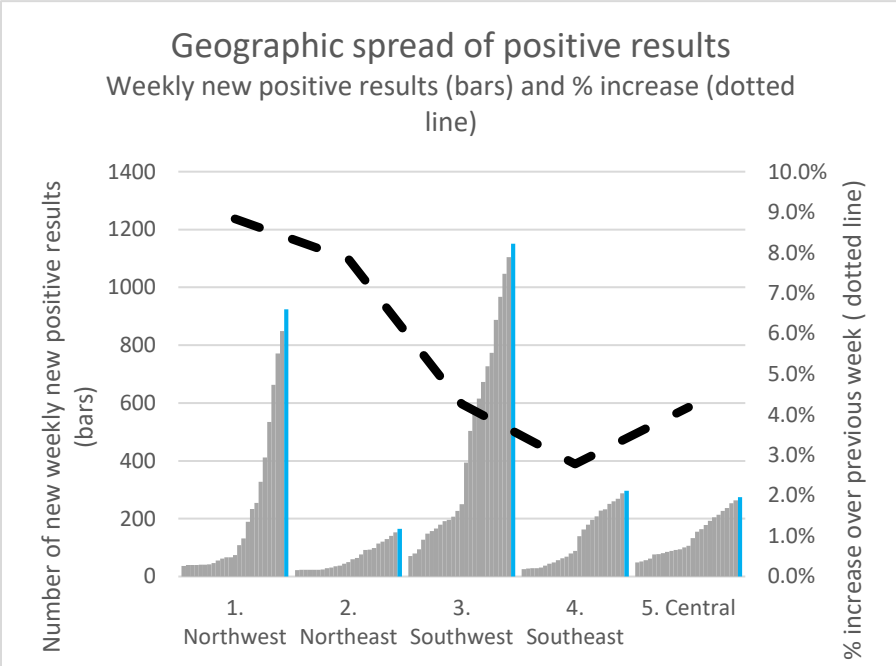 Geographic spread of positive results
Weekly new positive results (bars) and % increase (dotted
line)
Number of new weekly new positive results
(bars)
1400
1200
1000
800
600
400
200
0
10.0%
9.0%
8.0%
7.0%
6.0%
5.0%
4.0%
3.0%
2.0%
1.0%
0.0%
% increase over previous week ( dotted line)
1.
Northwest
2.
Northeast
3.
Southwest
4.
Southeast
5. Central